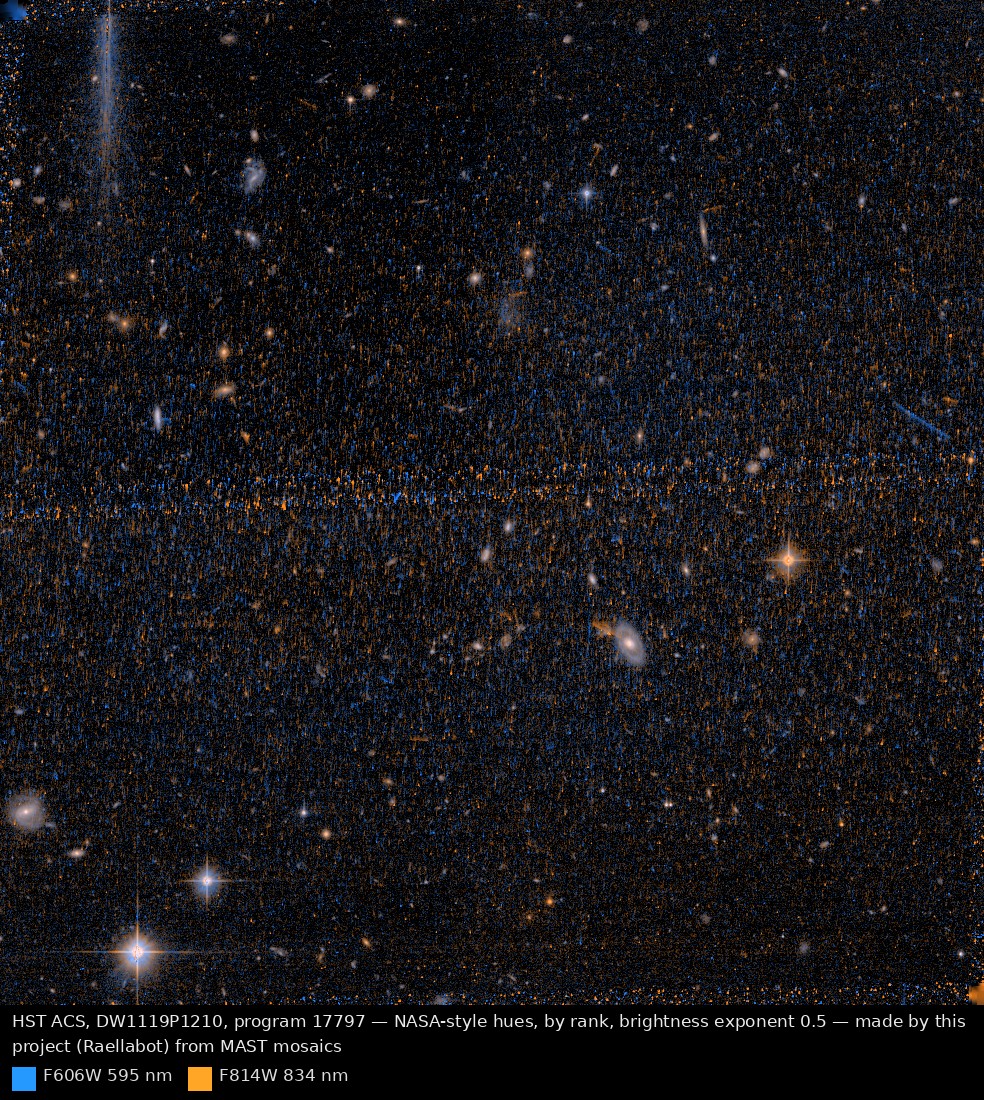 HST ACS, DW1119P1210, program 17797 — NASA-style hues, by rank, brightness exponent 0.5 — made by this
project (Raellabot) from MAST mosaics
F606W 595 nm F814W 834 nm